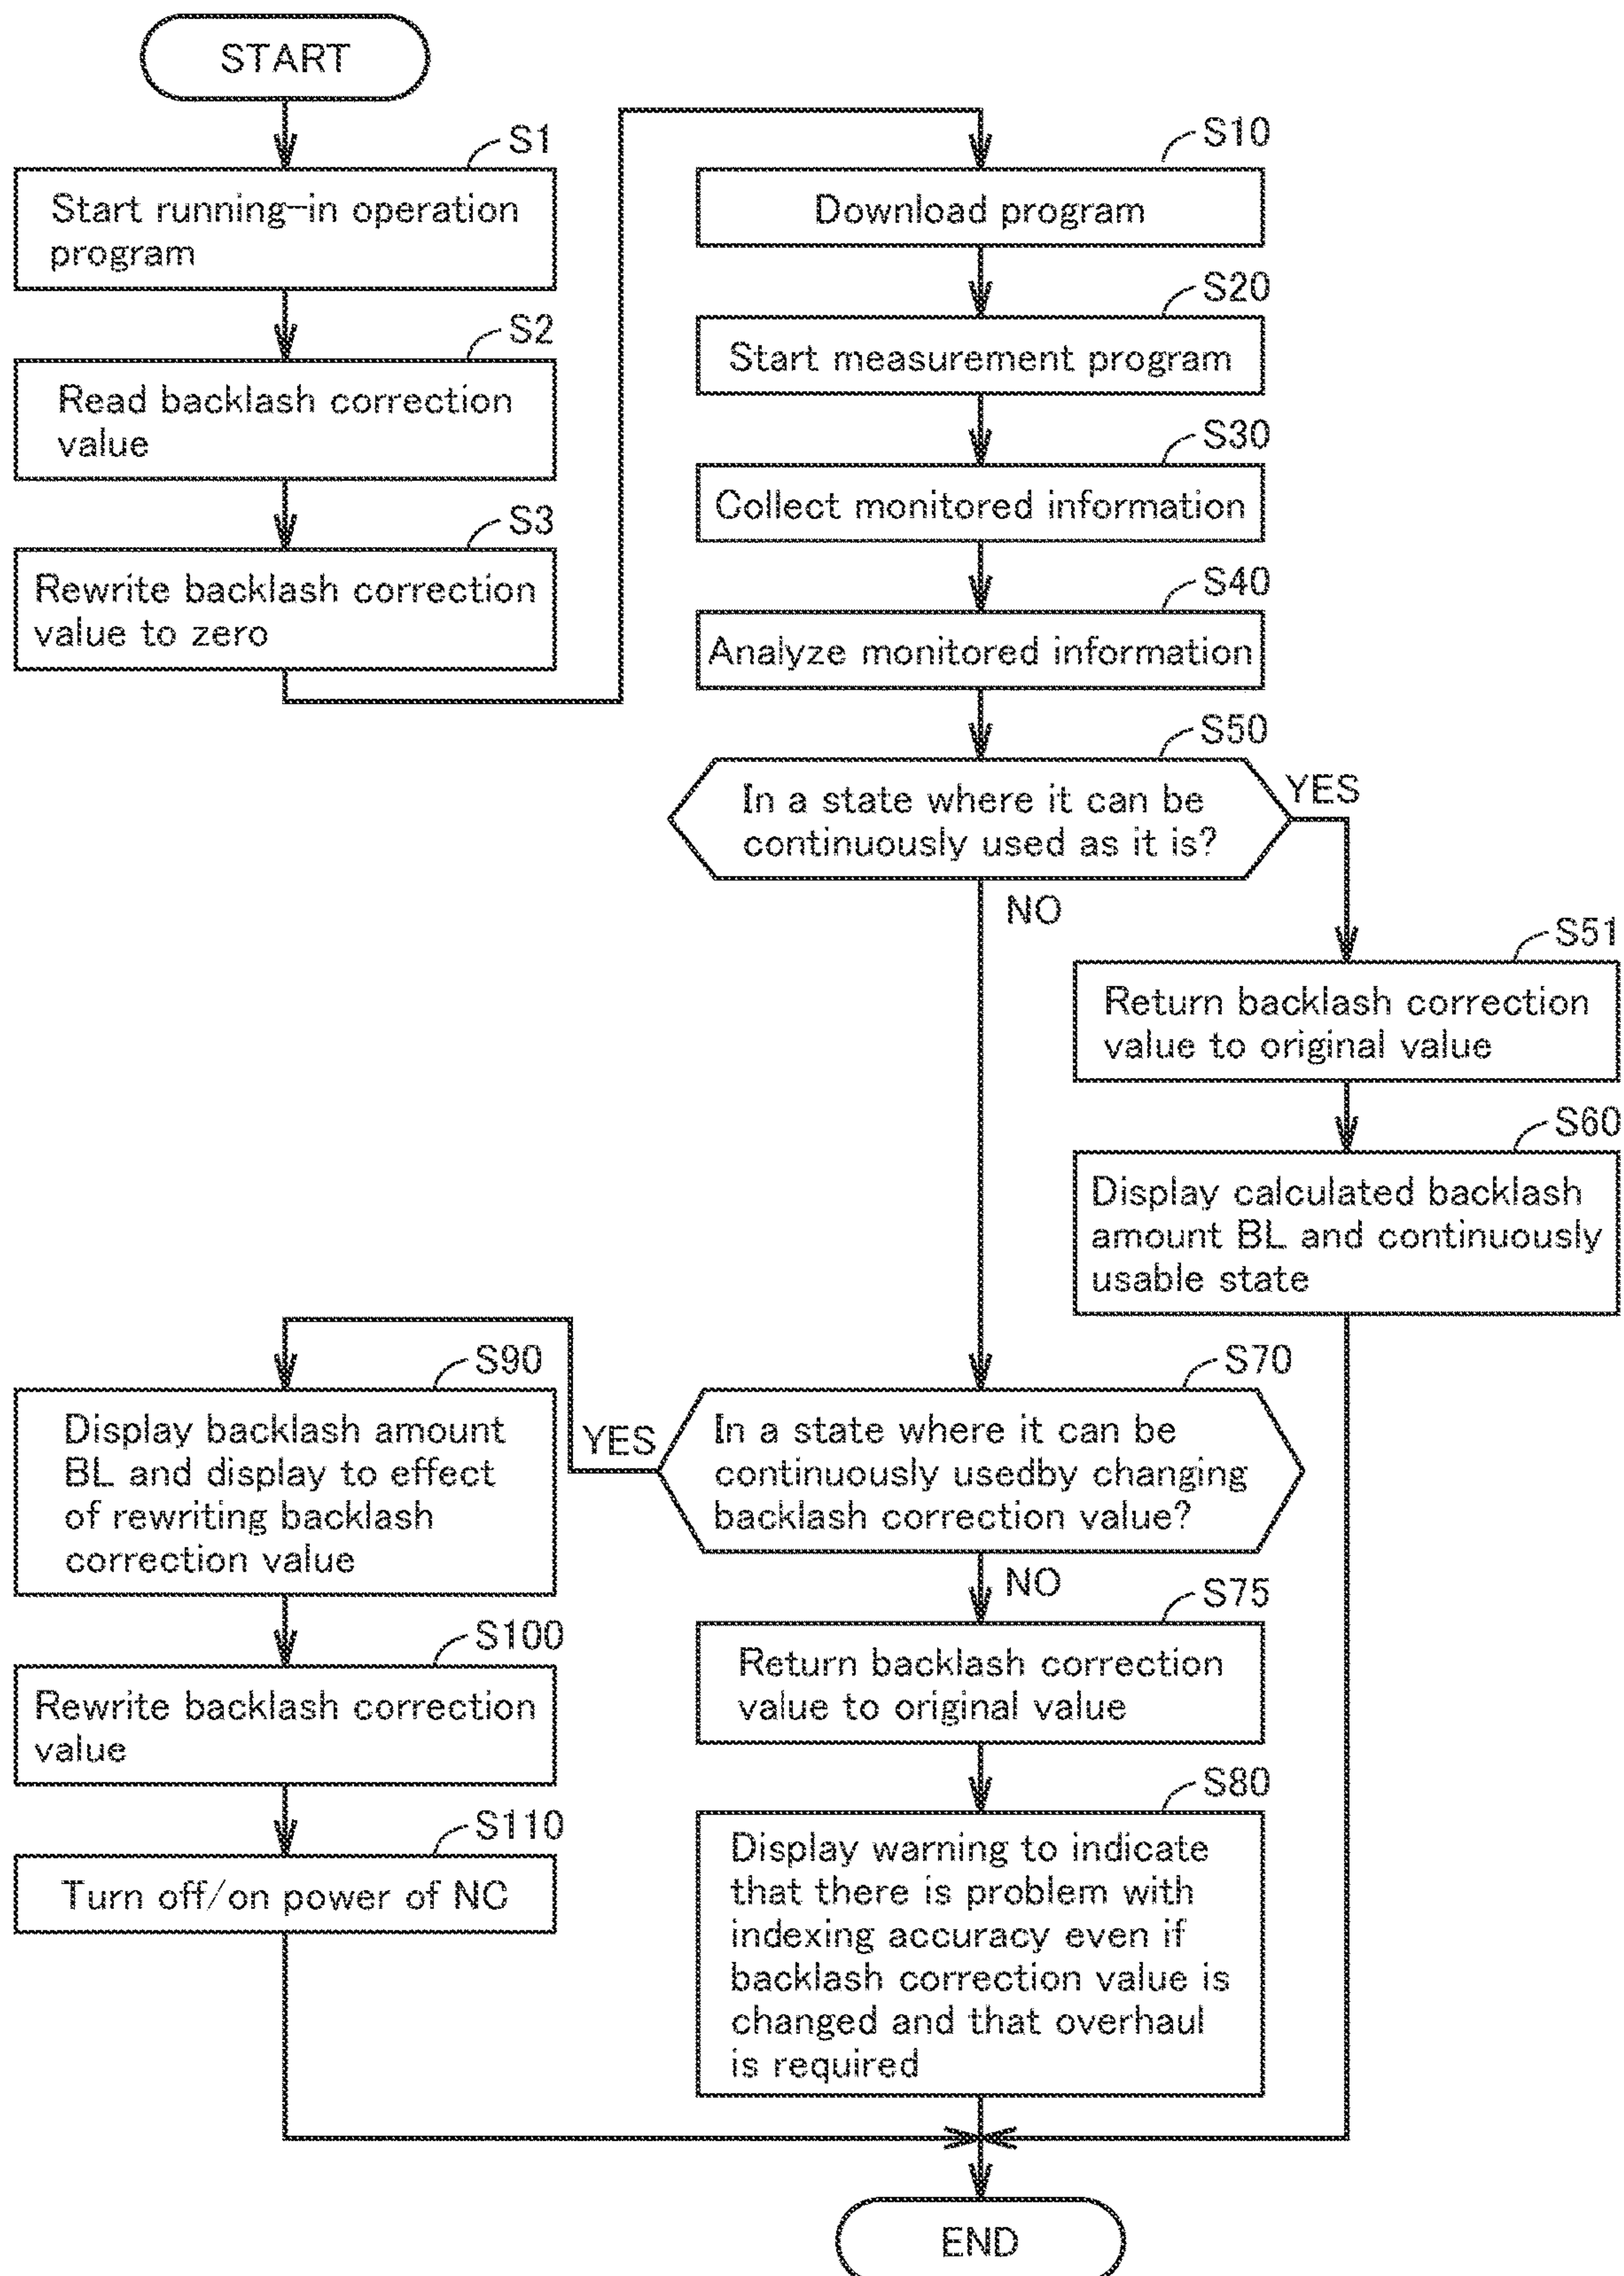 START
S1
Start running-in operation
program
S2
Read backlash correction
value
S3
Rewrite backlash correction
value to zero
S10
Download program
S20
Start measurement program
S30
Collect monitored information
S40
Analyze monitored information
S50
In a state where it can be
continuously used as it is?
YES
NO
S51
Return backlash correction
value to original value
S60
Display calculated backlash
amount BL and continuously
usable state
S70
In a state where it can be
continuously usedby changing
backlash correction value?
YES
NO
S90
Display backlash amount
BL and display to effect
of rewriting backlash
correction value
S100
Rewrite backlash correction
value
S110
Turn off/on power of NC
S75
Return backlash correction
value to original value
S80
Display warning to indicate
that there is problem with
indexing accuracy even if
backlash correction value is
changed and that overhaul
is required
END